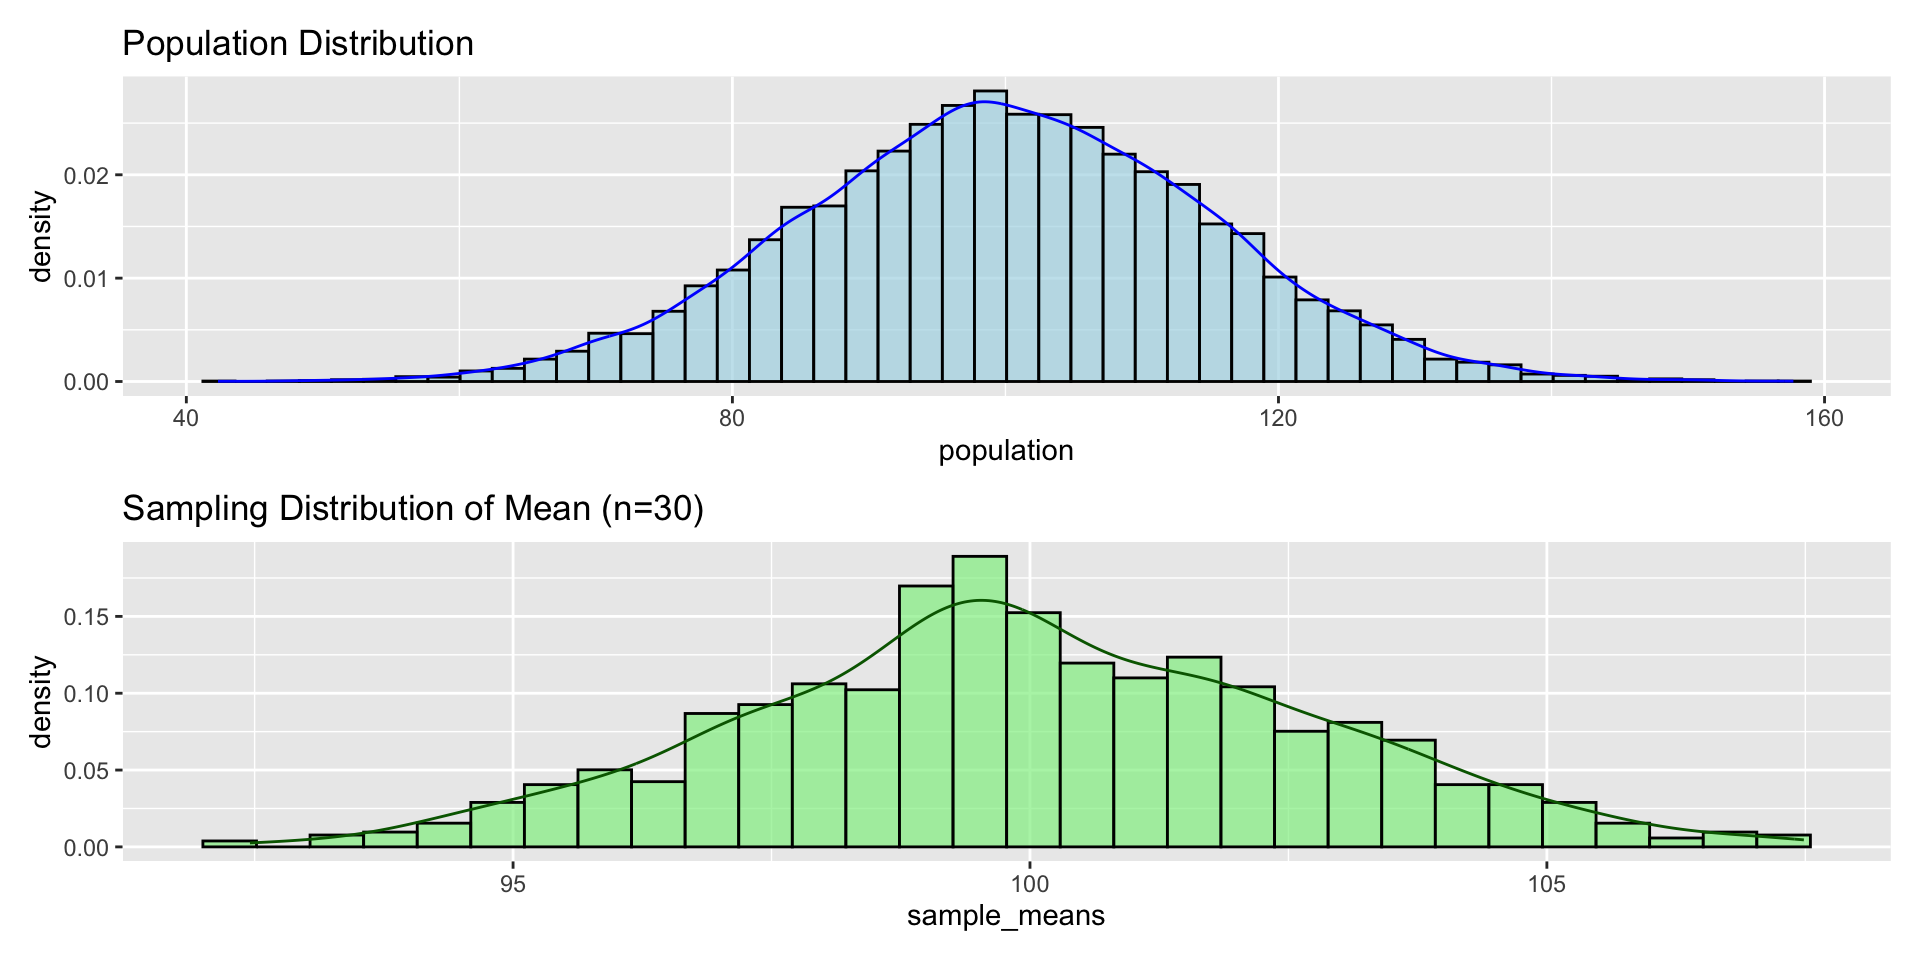 Population Distribution
density
0.02
0.01
0.00
40 80 120 160
population
Sampling Distribution of Mean (n=30)
density
0.15
0.10
0.05
0.00
95 100 105
sample_means